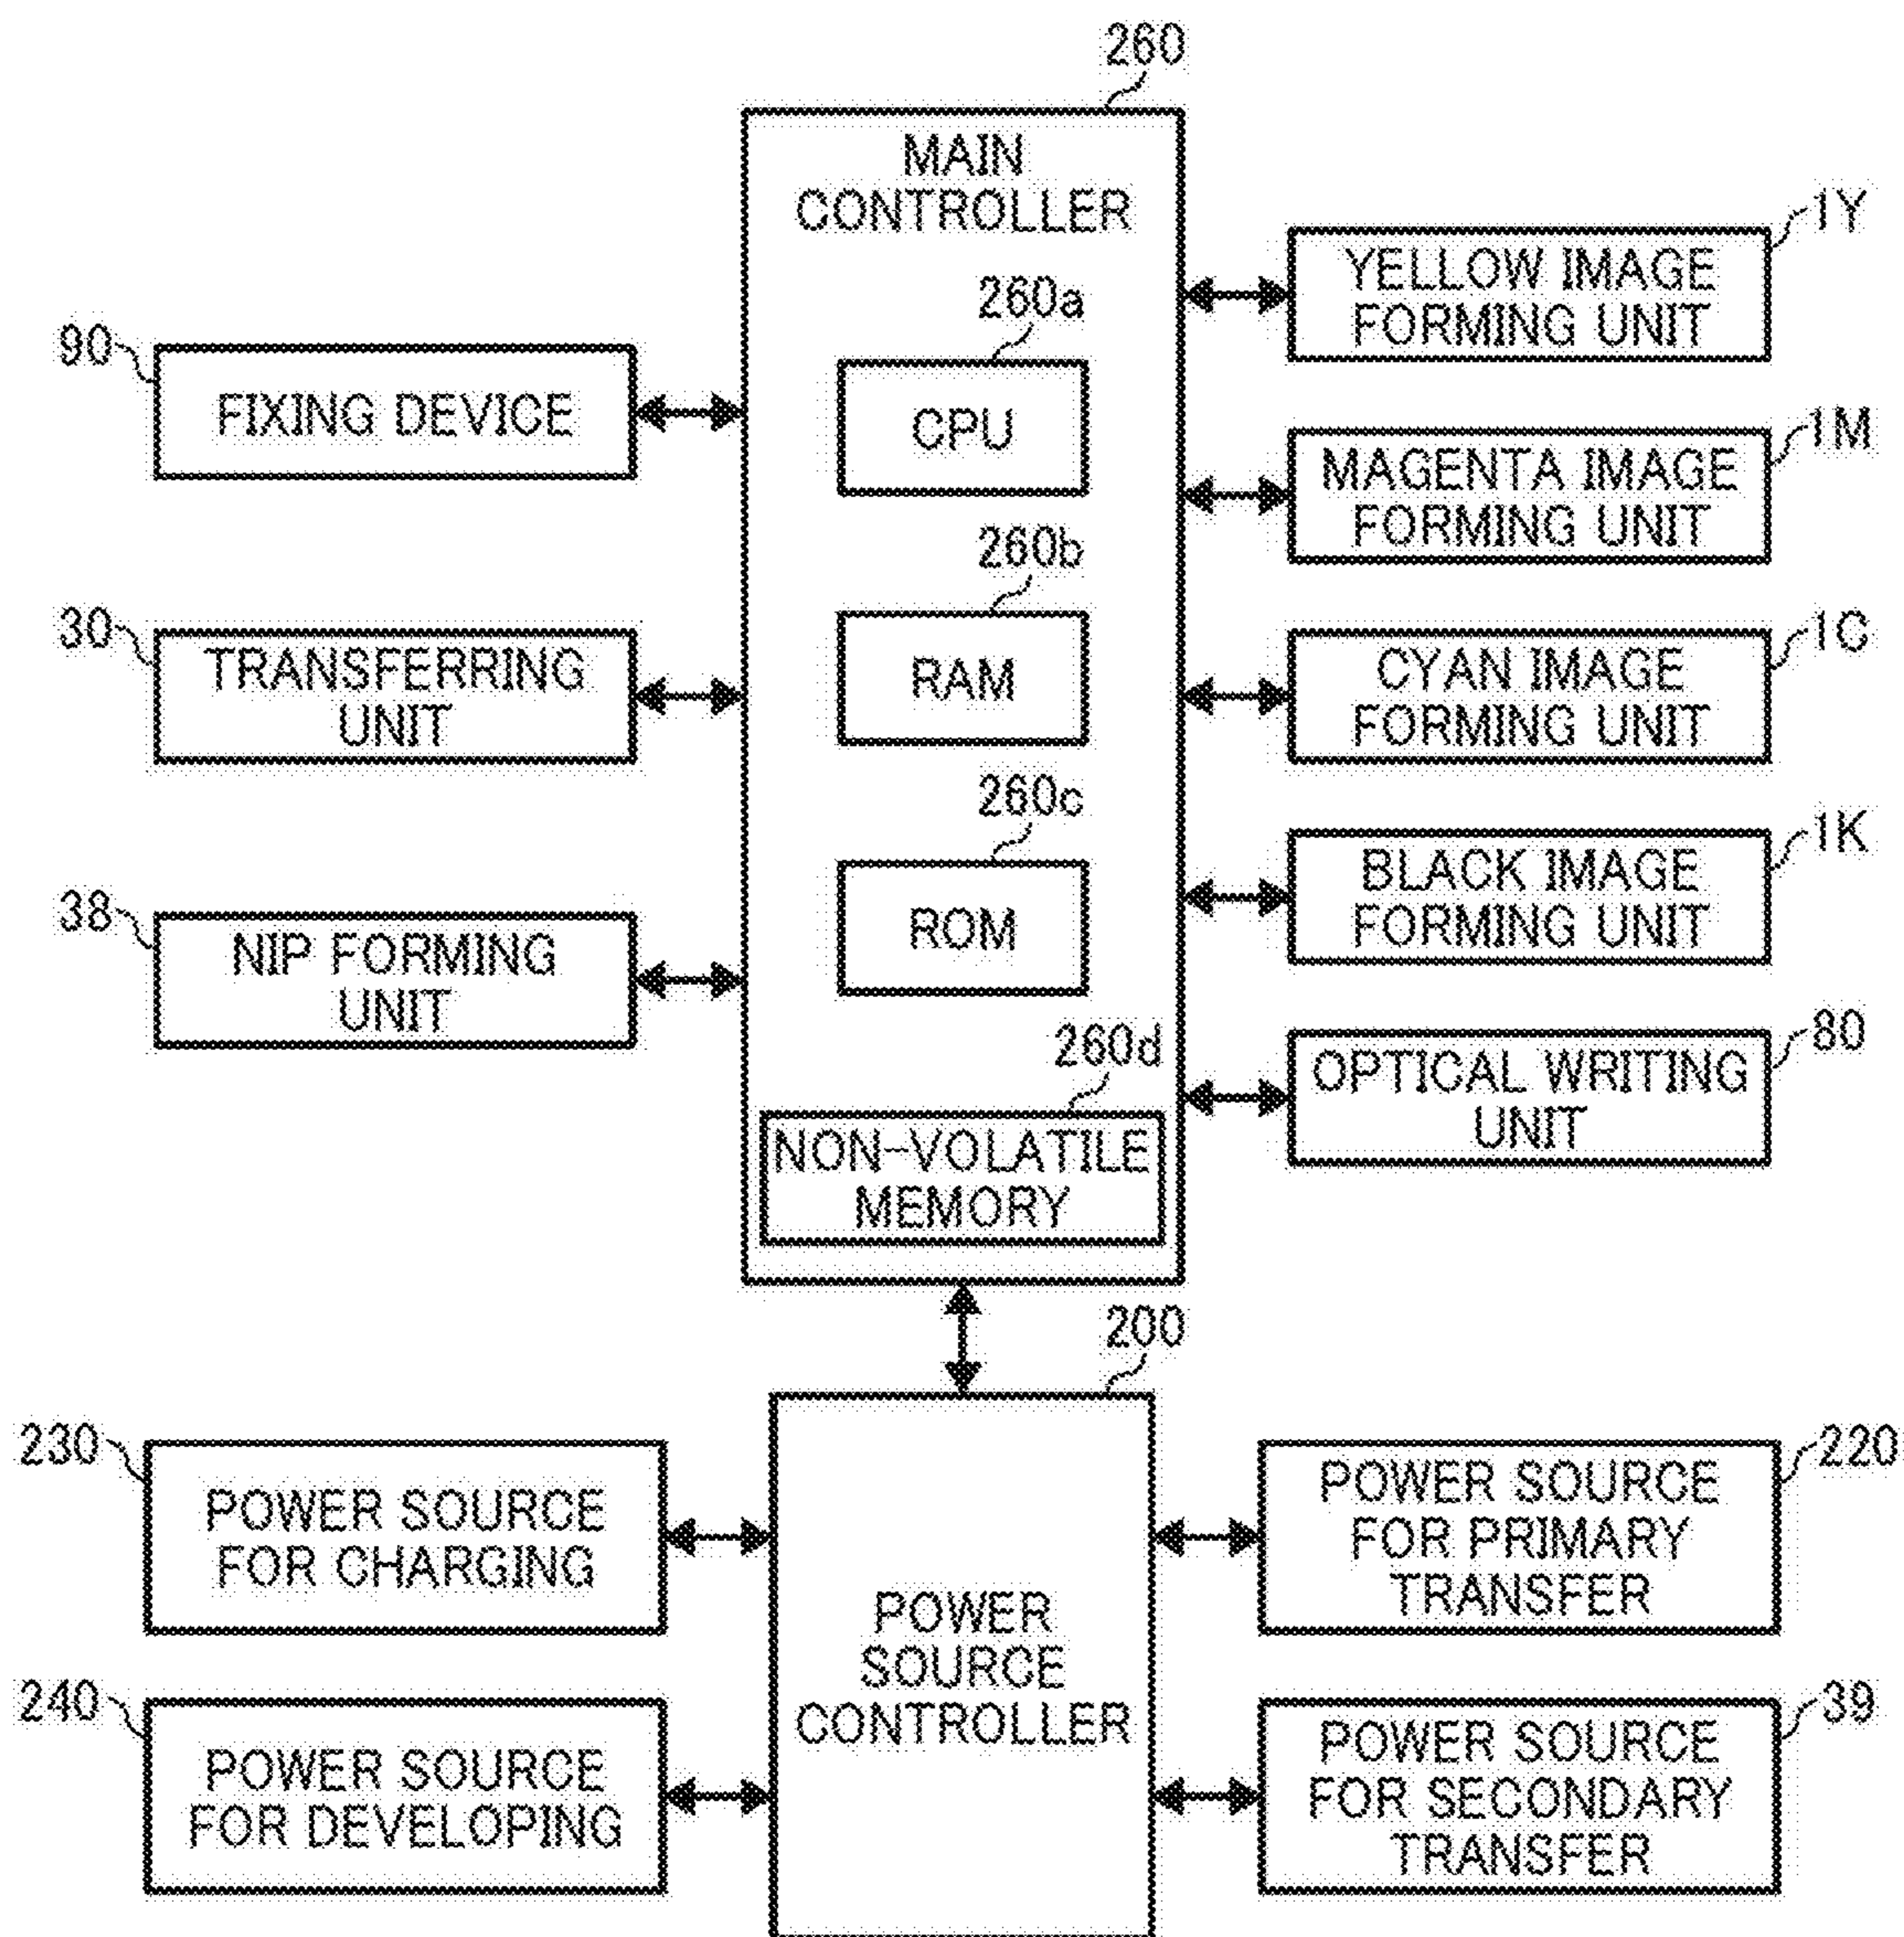 260
MAIN
CONTROLLER
260a
CPU
260b
RAM
260c
ROM
260d
NON-VOLATILE
MEMORY
90
FIXING DEVICE
30
TRANSFERRING
UNIT
38
NIP FORMING
UNIT
1Y
YELLOW IMAGE
FORMING UNIT
1M
MAGENTA IMAGE
FORMING UNIT
1C
CYAN IMAGE
FORMING UNIT
1K
BLACK IMAGE
FORMING UNIT
80
OPTICAL WRITING
UNIT
200
POWER
SOURCE
CONTROLLER
230
POWER SOURCE
FOR CHARGING
240
POWER SOURCE
FOR DEVELOPING
220
POWER SOURCE
FOR PRIMARY
TRANSFER
39
POWER SOURCE
FOR SECONDARY
TRANSFER